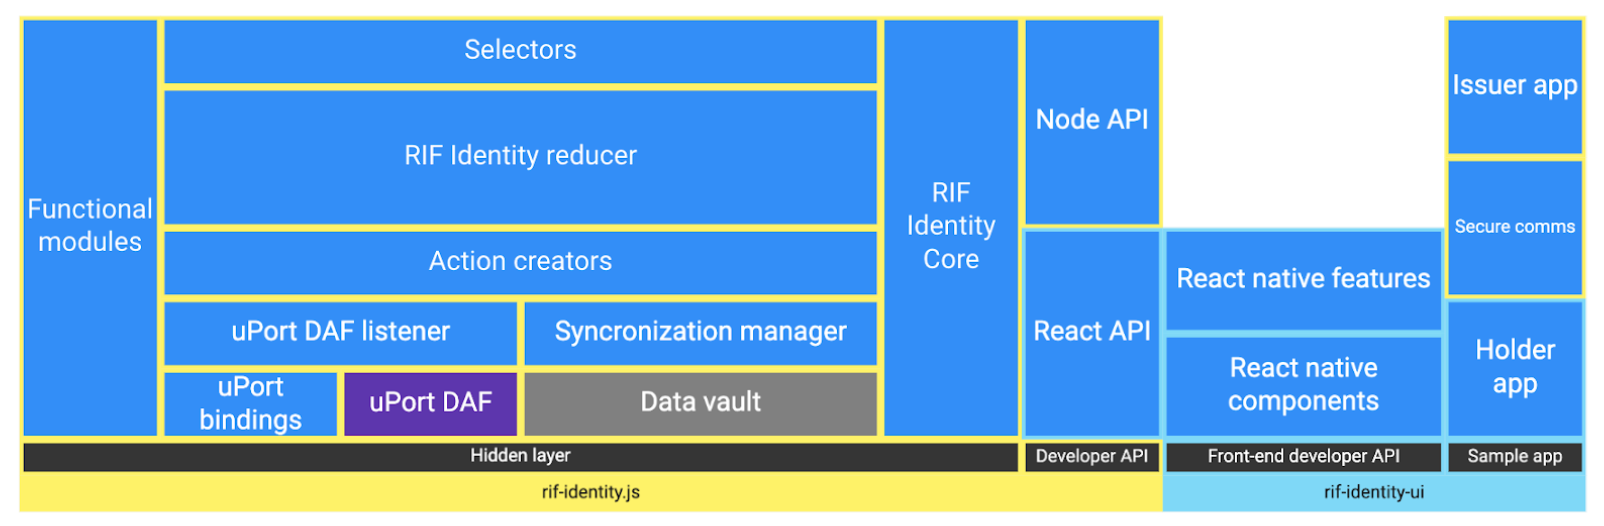 Functional
modules
Selectors
RIF Identity reducer
Action creators
uPort DAF listener
Syncronization manager
uPort
bindings
uPort DAF
Data vault
RIF
Identity
Core
Node API
React API
React native features
React native
components
Issuer app
Secure comms
Holder
app
Hidden layer
Developer API
Front-end developer API
Sample app
rif-identity.js
rif-identity-ui